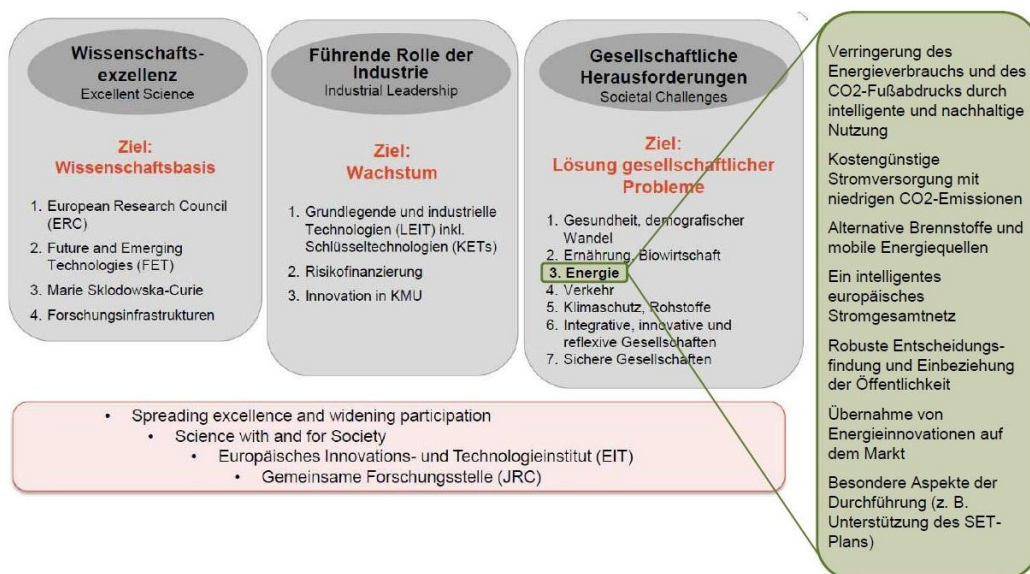 Wissenschafts-
exzellenz
Excellent Science
Ziel:
Wissenschaftsbasis
1. European Research Council
(ERC)
2. Future and Emerging
Technologies (FET)
3. Marie Sklodowska-Curie
4. Forschungsinfrastrukturen
Führende Rolle der
Industrie
Industrial Leadership
Ziel:
Wachstum
1. Grundlegende und industrielle
Technologien (LEIT) inkl.
Schlüsseltechnologien (KETs)
2. Risikofinanzierung
3. Innovation in KMU
Gesellschaftliche
Herausforderungen
Societal Challenges
Ziel:
Lösung gesellschaftlicher
Probleme
1. Gesundheit, demografischer
Wandel
2. Ernährung, Biowirtschaft
3. Energie
4. Verkehr
5. Klimaschutz, Rohstoffe
6. Integrative, innovative und
reflexive Gesellschaften
7. Sichere Gesellschaften
Verringerung des
Energieverbrauchs und des
CO2-Fußabdrucks durch
intelligente und nachhaltige
Nutzung
Kostengünstige
Stromversorgung mit
niedrigen CO2-Emissionen
Alternative Brennstoffe und
mobile Energiequellen
Ein intelligentes
europäisches
Stromgesamtnetz
Robuste Entscheidungs-
findung und Einbeziehung
der Öffentlichkeit
Übernahme von
Energieinnovationen auf
dem Markt
Besondere Aspekte der
Durchführung (z. B.
Unterstützung des SET-
Plans)
• Spreading excellence and widening participation
• Science with and for Society
• Europäisches Innovations- und Technologieinstitut (EIT)
• Gemeinsame Forschungsstelle (JRC)